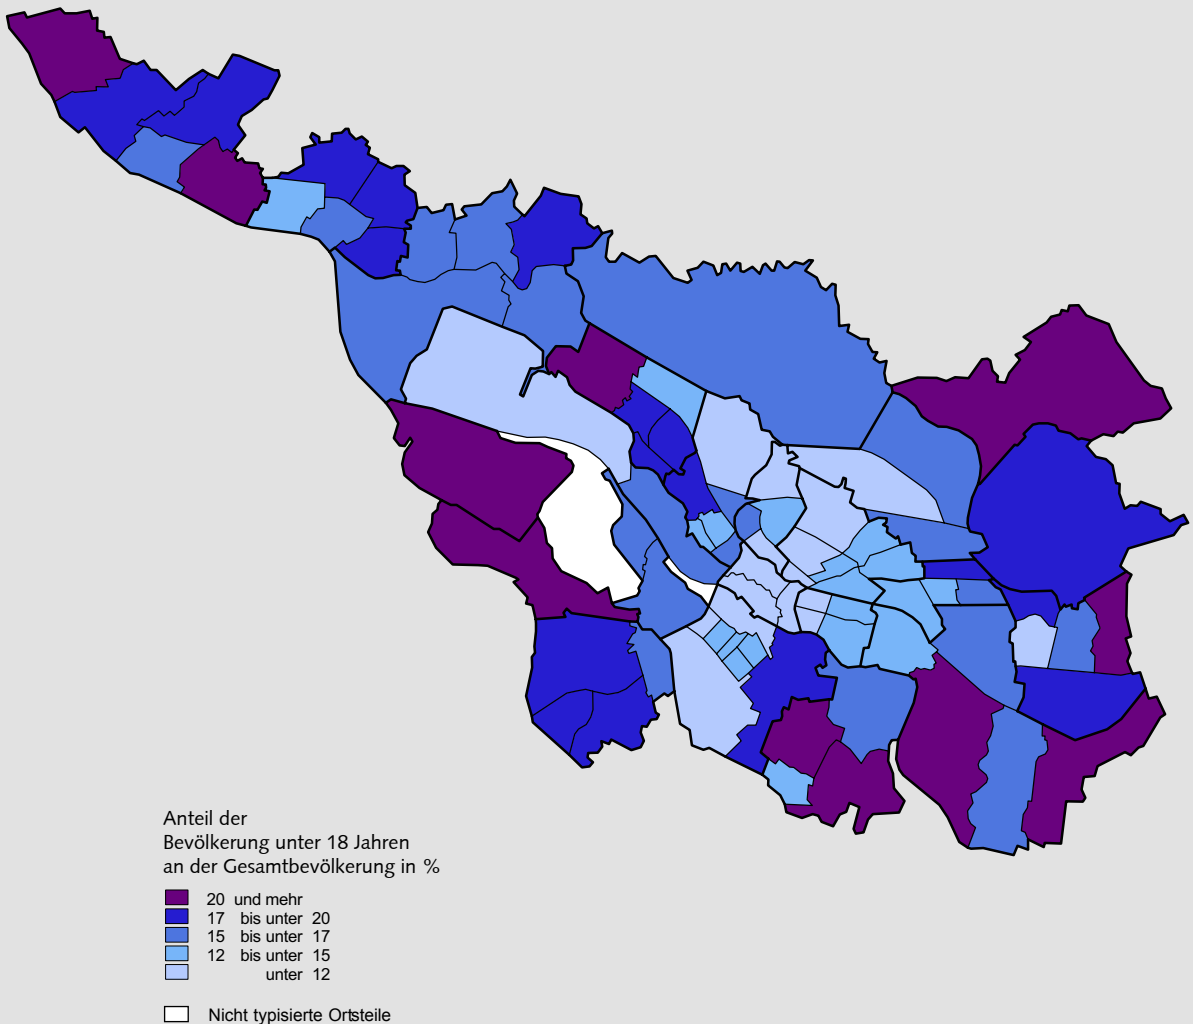 Anteil der
Bevölkerung unter 18 Jahren
an der Gesamtbevölkerung in %
20 und mehr
17 bis unter 20
15 bis unter 17
12 bis unter 15
unter 12
Nicht typisierte Ortsteile